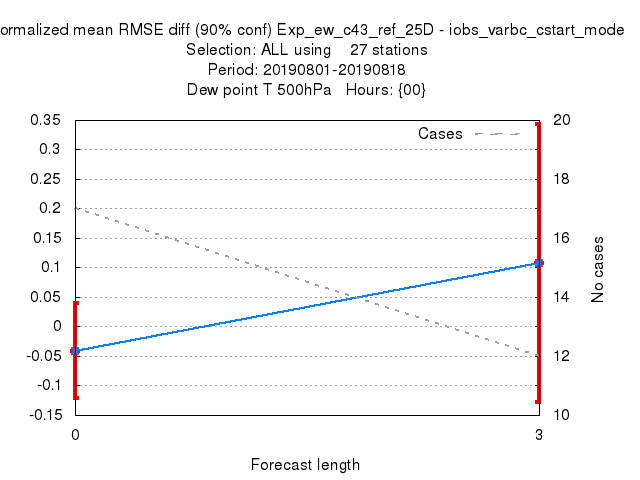 ormalized mean RMSE diff (90% conf) Exp_ew_c43_ref_25D - iobs_varbc_cstart_mode
Selection: ALL using 27 stations
Period: 20190801-20190818
Dew point T 500hPa Hours: {00}
Cases
0.35
0.3
0.25
0.2
0.15
0.1
0.05
0
-0.05
-0.1
-0.15
20
18
16
14
12
10
No cases
0
3
Forecast length